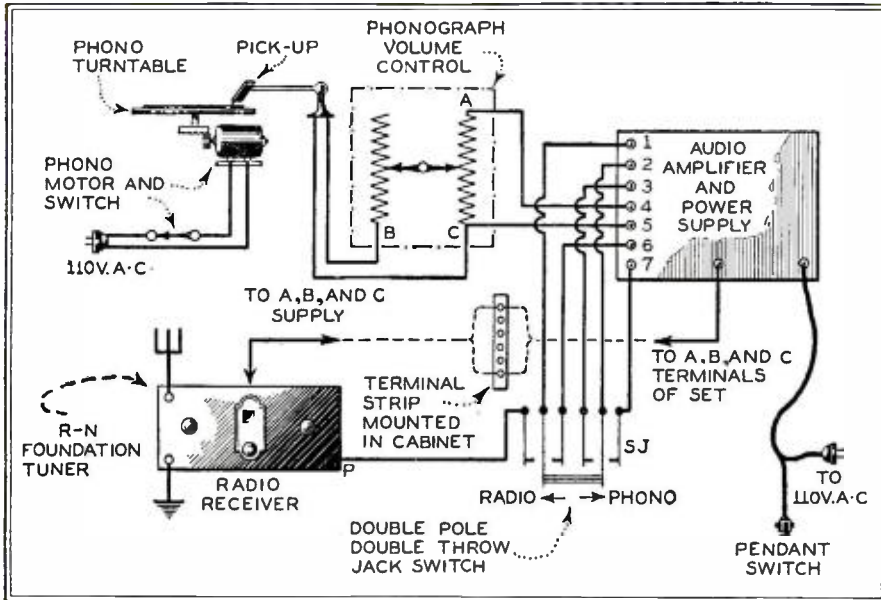 PHONO
TURNTABLE
PICK-UP
PHONOGRAPH
VOLUME
CONTROL
A
B
C
PHONO
MOTOR AND
SWITCH
110V.A-C
1
2
3
4
5
6
7
AUDIO
AMPLIFIER
AND
POWER
SUPPLY
TO A,B,AND C
SUPPLY
TERMINAL
STRIP
MOUNTED
IN CABINET
TO A,B,AND C
TERMINALS
OF SET
R-N
FOUNDATION
TUNER
RADIO
RECEIVER
P
SJ
RADIO
PHONO
DOUBLE POLE
DOUBLE THROW
JACK SWITCH
TO
110V.A-C
PENDANT
SWITCH